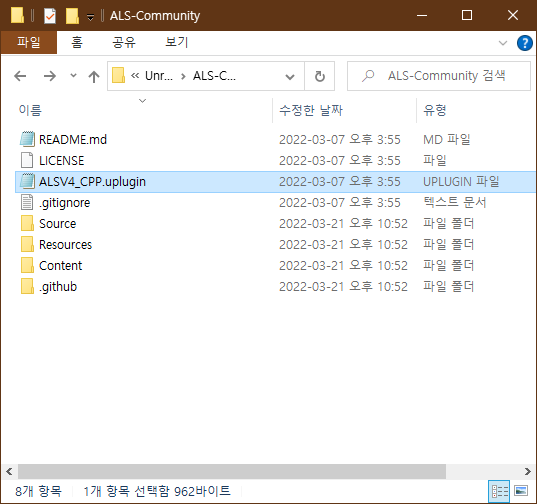 ALS-Community
파일 홈 공유 보기
« Unr... > ALS-C... ALS-Community 검색
이름 수정한 날짜 유형
README.md 2022-03-07 오후 3:55 MD 파일
LICENSE 2022-03-07 오후 3:55 파일
ALSV4_CPP.uplugin 2022-03-07 오후 3:55 UPLUGIN 파일
.gitignore 2022-03-07 오후 3:55 텍스트 문서
Source 2022-03-21 오후 10:52 파일 폴더
Resources 2022-03-21 오후 10:52 파일 폴더
Content 2022-03-21 오후 10:52 파일 폴더
.github 2022-03-21 오후 10:52 파일 폴더
8개 항목 1개 항목 선택함 962바이트